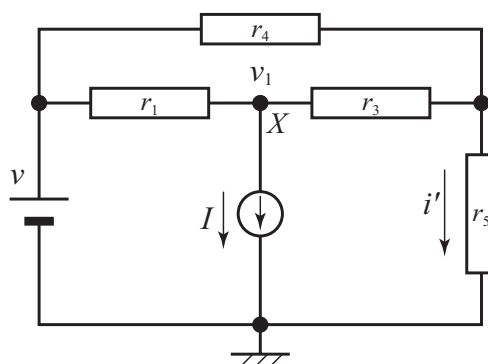 r₄
v₁
r₁
X
r₃
v
I
i′
r₅